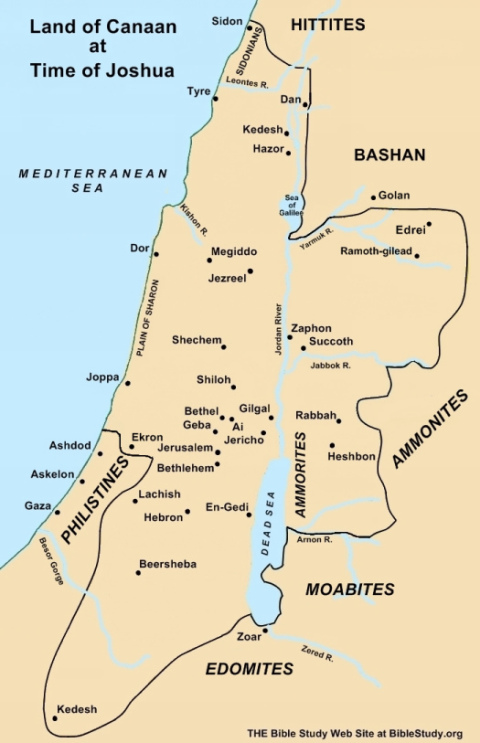 Land of Canaan
at
Time of Joshua
Sidon
HITTITES
SIDONIANS
Leontes R.
Tyre
Dan
Kedesh
Hazor
BASHAN
MEDITERRANEAN
SEA
Sea
of
Galilee
Golan
Kishon R.
Yarmuk R.
Edrei
Ramoth-gilead
Dor
Megiddo
Jezreel
PLAIN OF SHARON
Jordan River
Zaphon
Succoth
Shechem
Jabbok R.
Joppa
Shiloh
Bethel
Gilgal
Geba
Ai
Jericho
Rabbah
AMMONITES
Ashdod
Ekron
Jerusalem
Bethlehem
Heshbon
Askelon
PHILISTINES
AMMORITES
Gaza
Lachish
Hebron
En-Gedi
DEAD SEA
Arnon R.
Besor Gorge
Beersheba
MOABITES
Zoar
Zered R.
EDOMITES
Kedesh
THE Bible Study Web Site at BibleStudy.org